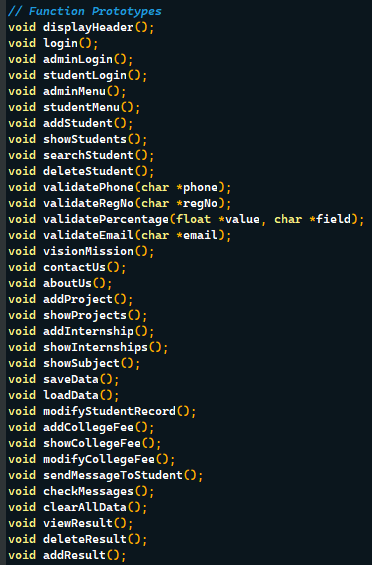 // Function Prototypes
void displayHeader();
void login();
void adminLogin();
void studentLogin();
void adminMenu();
void studentMenu();
void addStudent();
void showStudents();
void searchStudent();
void deleteStudent();
void validatePhone(char *phone);
void validateRegNo(char *regNo);
void validatePercentage(float *value, char *field);
void validateEmail(char *email);
void visionMission();
void contactUs();
void aboutUs();
void addProject();
void showProjects();
void addInternship();
void showInternships();
void showSubject();
void saveData();
void loadData();
void modifyStudentRecord();
void addCollegeFee();
void showCollegeFee();
void modifyCollegeFee();
void sendMessageToStudent();
void checkMessages();
void clearAllData();
void viewResult();
void deleteResult();
void addResult();